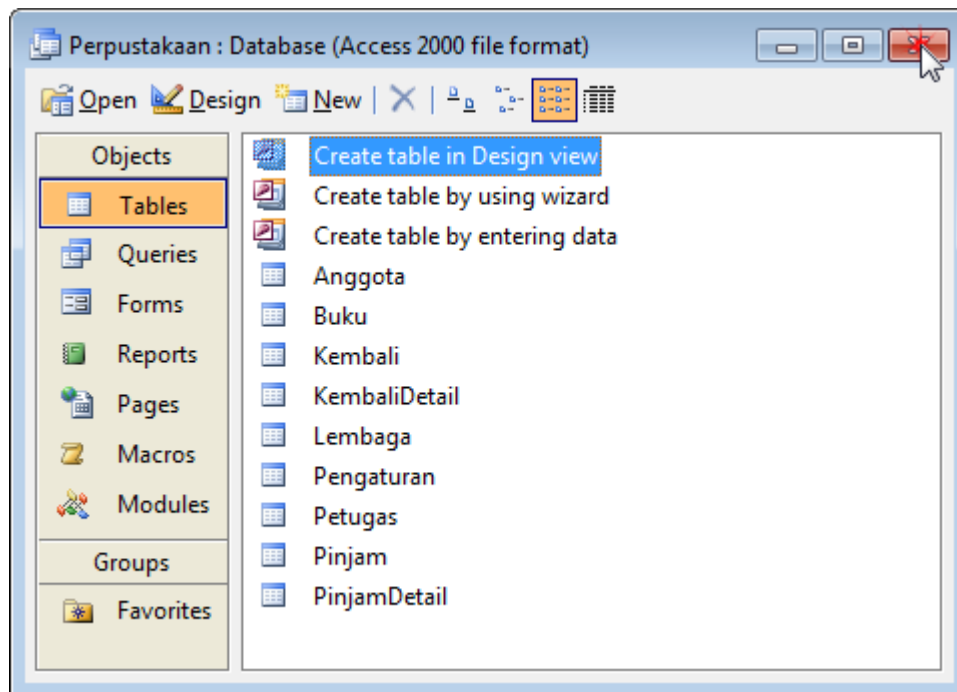 Perpustakaan : Database (Access 2000 file format)
Open Design New
Objects
Tables
Queries
Forms
Reports
Pages
Macros
Modules
Groups
Favorites
Create table in Design view
Create table by using wizard
Create table by entering data
Anggota
Buku
Kembali
KembaliDetail
Lembaga
Pengaturan
Petugas
Pinjam
PinjamDetail